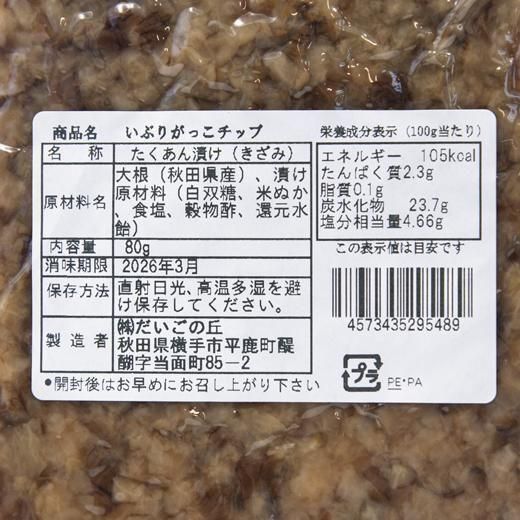 商品名 いぶりがっこチップ
名 称 たくあん漬け（きざみ）
原材料名 大根（秋田県産）、漬け
原材料（白双糖、米ぬか
、食塩、穀物酢、還元水
飴）
内容量 80g
消味期限 2026年3月
保存方法 直射日光、高温多湿を避
け保存してください。
製造者 ㈱だいごの丘
秋田県横手市平鹿町醍
醐字当面町85－2
●開封後はお早めにお召し上がり下さい
栄養成分表示（100g当たり）
エネルギー 105kcal
たんぱく質2.3g
脂質0.1g
炭水化物 23.7g
塩分相当量4.66g
この表示値は目安です
4573435295489
プラ PE・PA